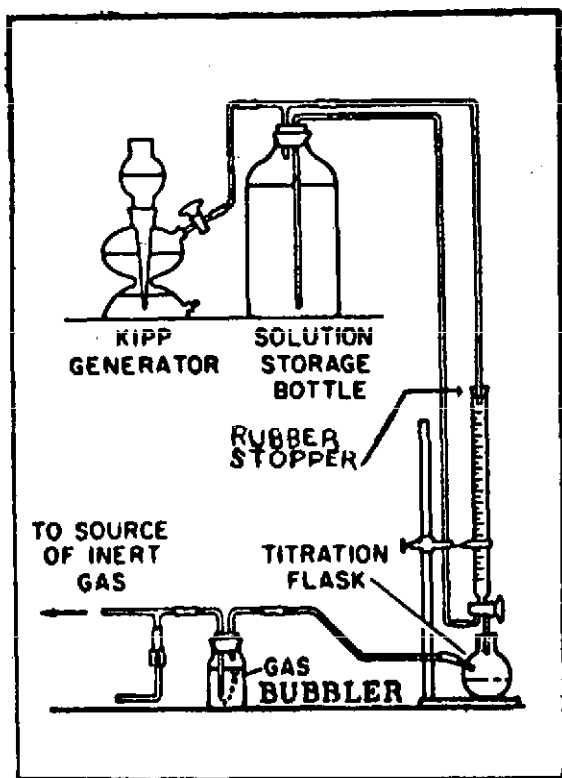 KIPP
GENERATOR
SOLUTION
STORAGE
BOTTLE
RUBBER
STOPPER
TO SOURCE
OF INERT
GAS
TITRATION
FLASK
GAS
BUBBLER